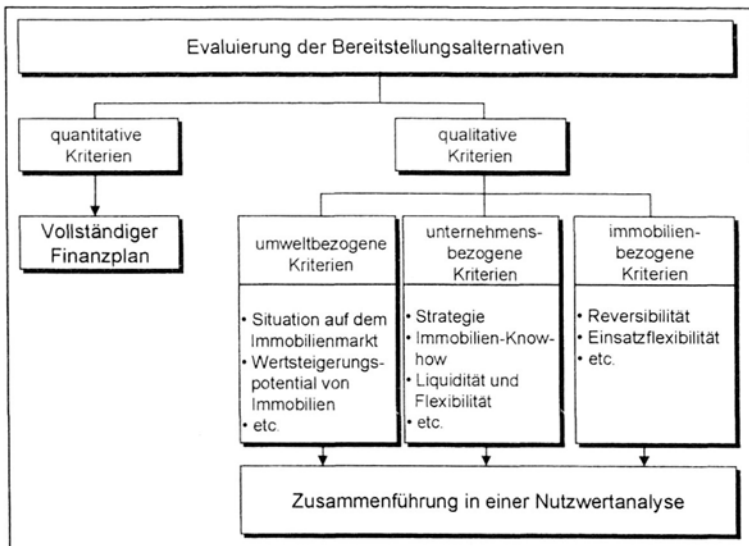 Evaluierung der Bereitstellungsalternativen
quantitative
Kriterien
qualitative
Kriterien
Vollständiger
Finanzplan
umweltbezogene
Kriterien
• Situation auf dem
Immobilienmarkt
• Wertsteigerungs-
potential von
Immobilien
• etc.
unternehmens-
bezogene
Kriterien
• Strategie
• Immobilien-Know-
how
• Liquidität und
Flexibilität
• etc.
immobilien-
bezogene
Kriterien
• Reversibilität
• Einsatzflexibilität
• etc.
Zusammenführung in einer Nutzwertanalyse